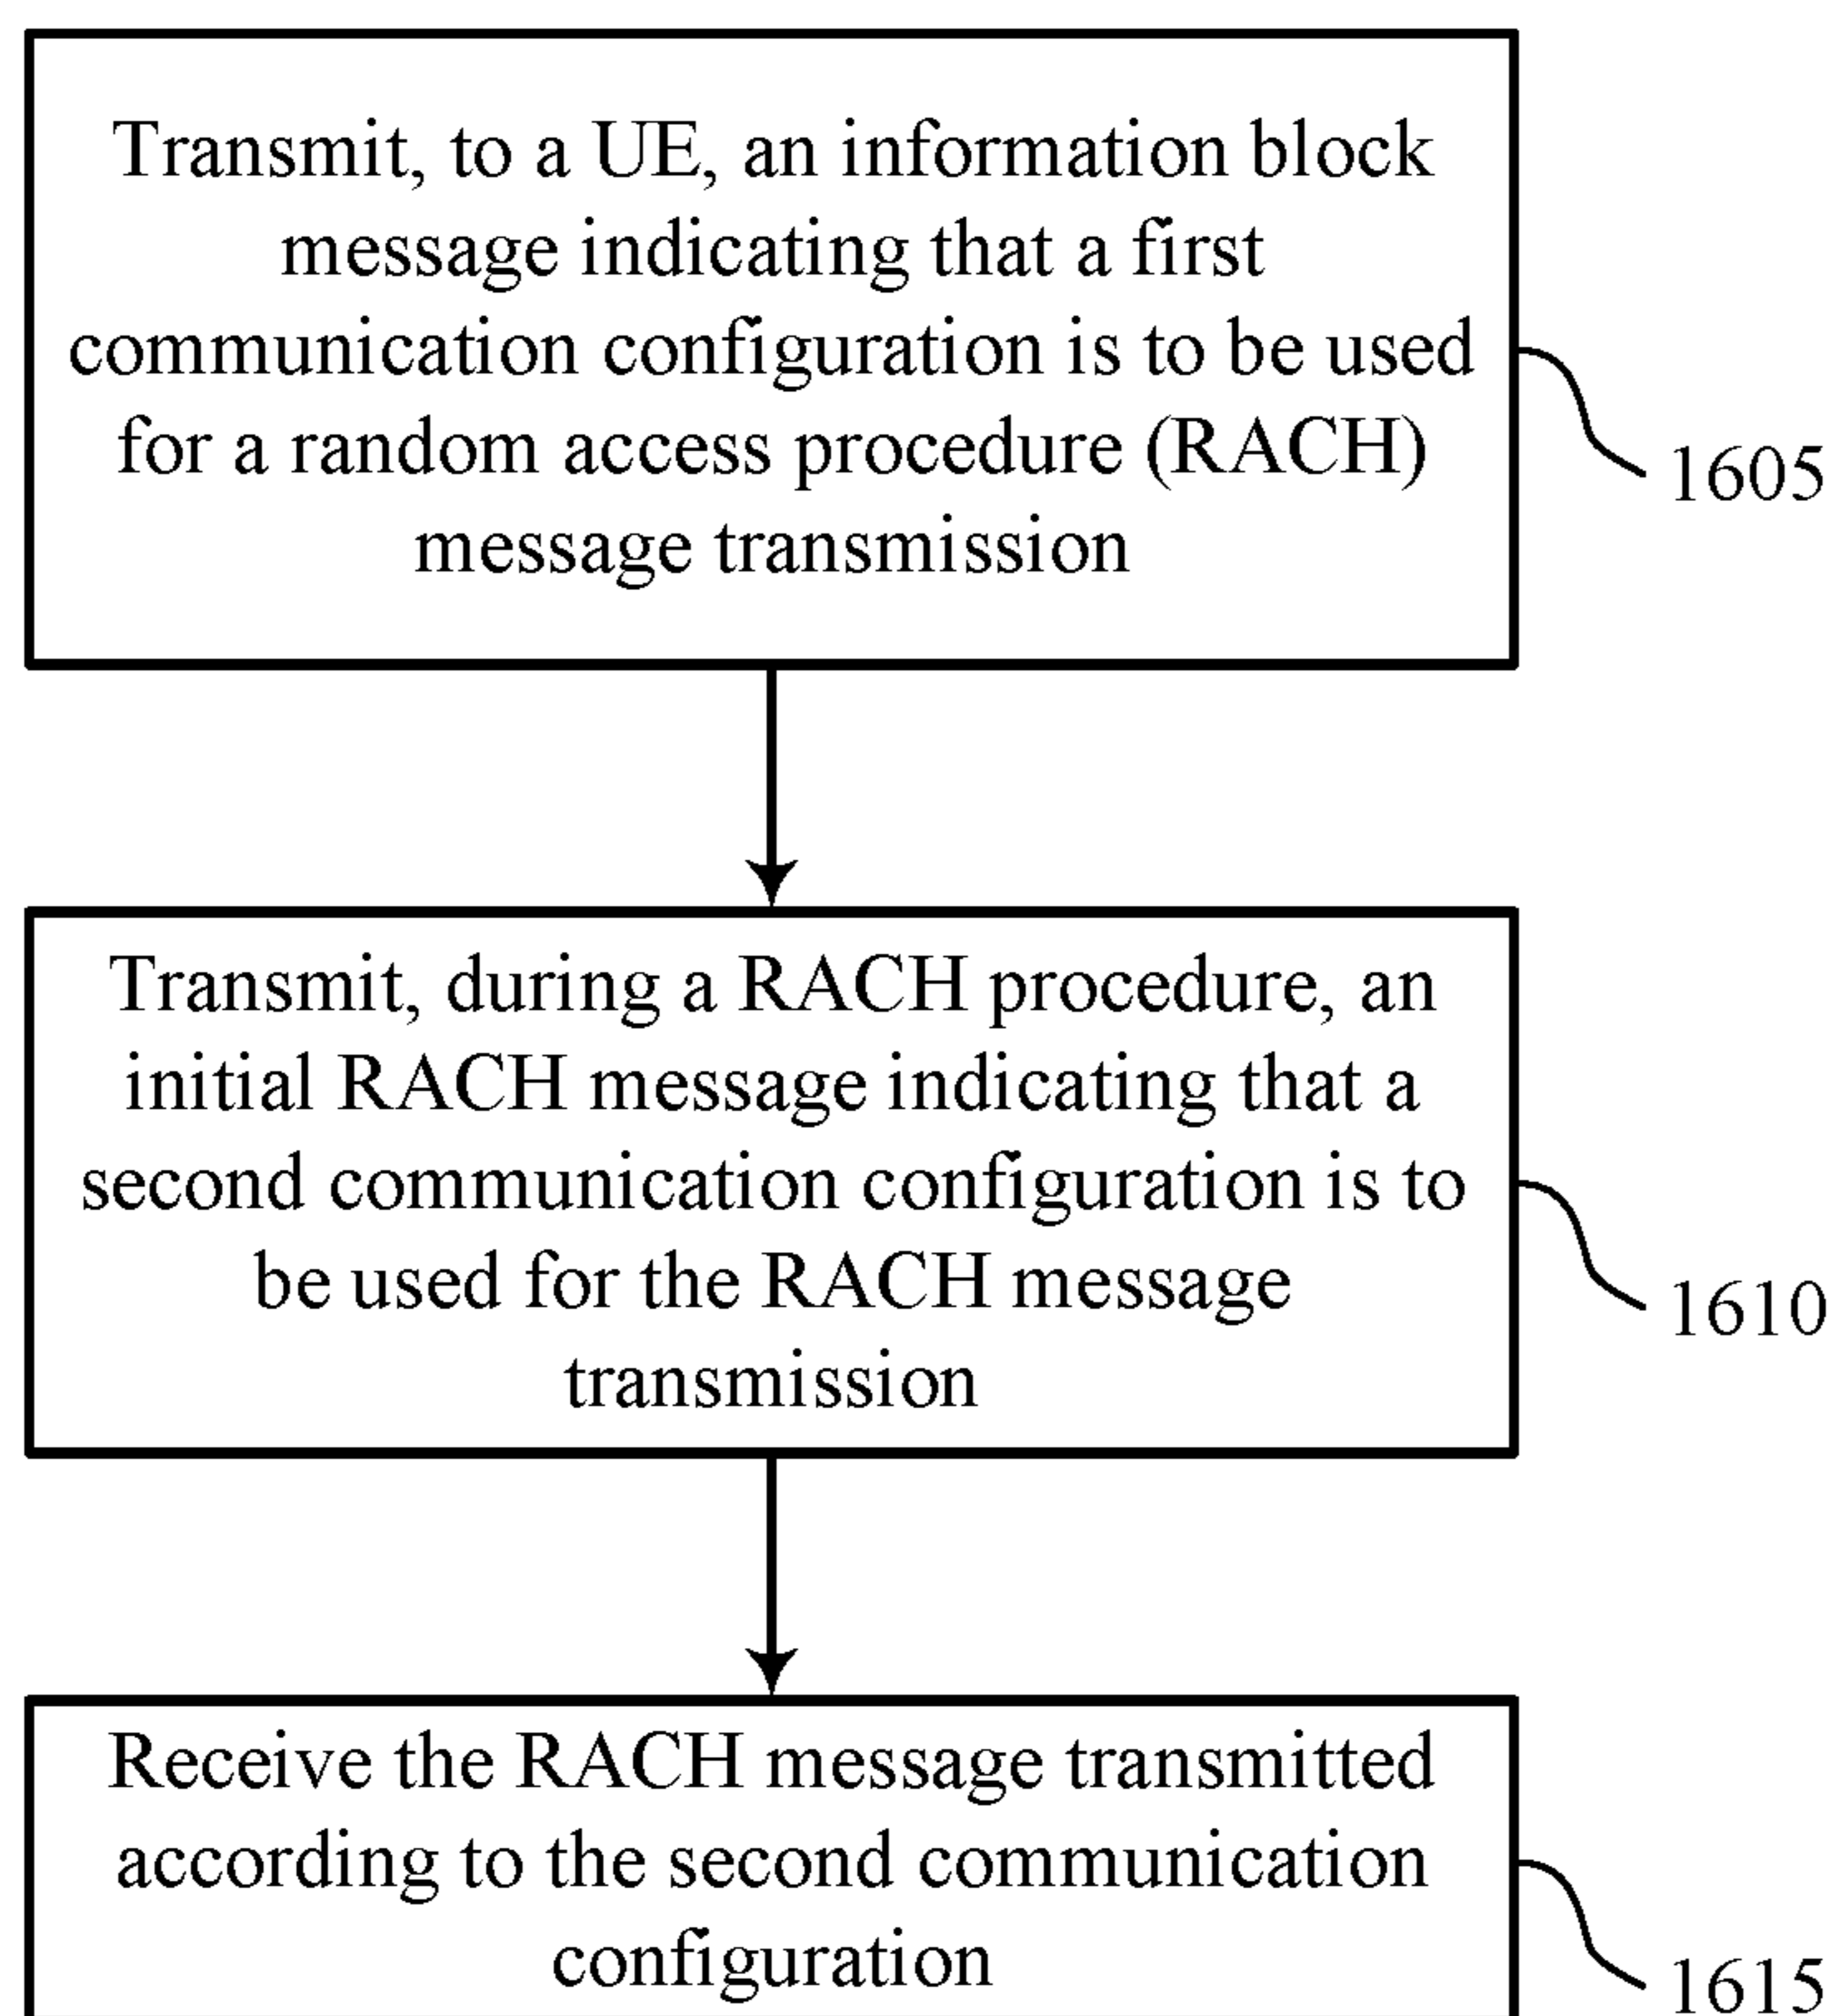 Transmit, to a UE, an information block
message indicating that a first
communication configuration is to be used
for a random access procedure (RACH)
message transmission
1605
Transmit, during a RACH procedure, an
initial RACH message indicating that a
second communication configuration is to
be used for the RACH message
transmission
1610
Receive the RACH message transmitted
according to the second communication
configuration
1615